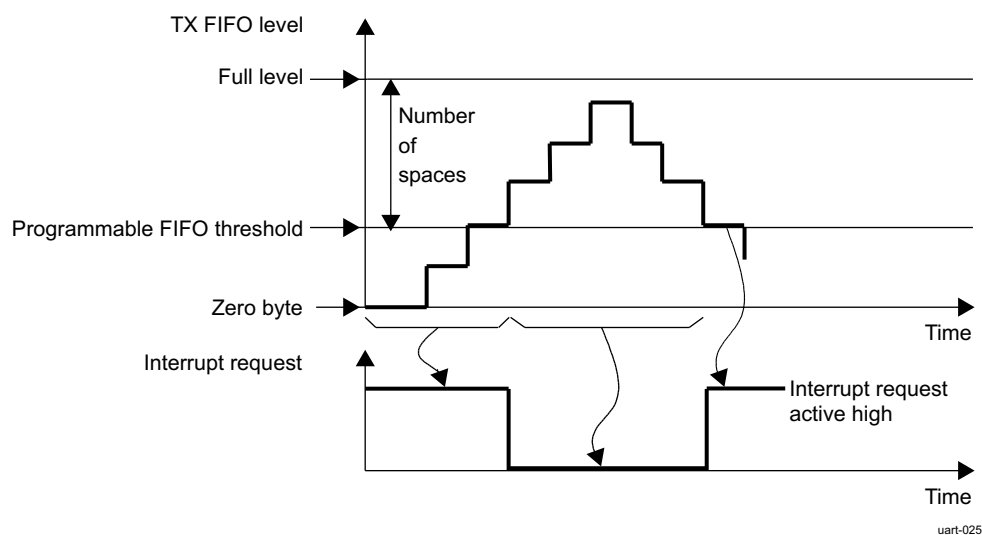 TX FIFO level
Full level
Number
of
spaces
Programmable FIFO threshold
Zero byte
Time
Interrupt request
Interrupt request
active high
Time
uart-025